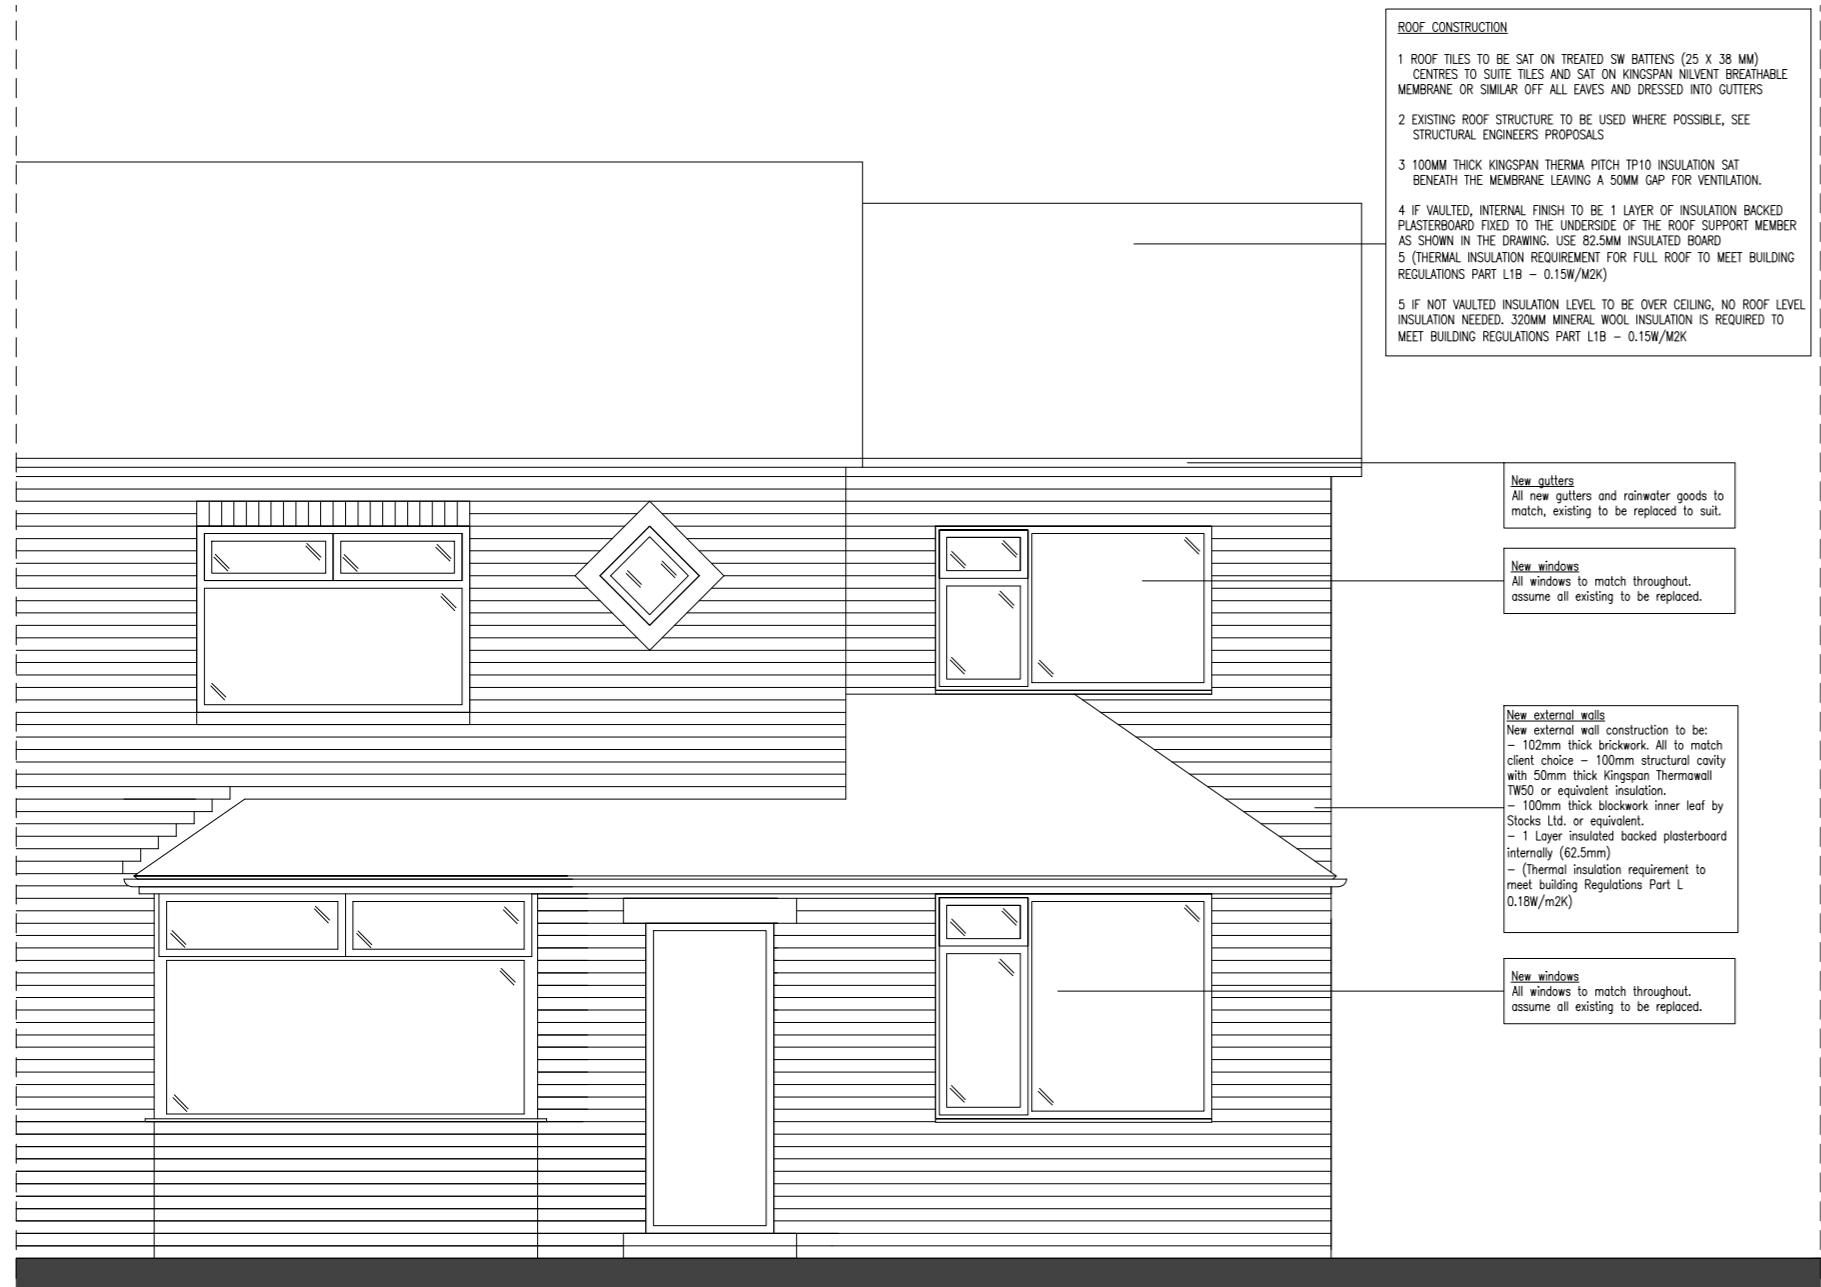 ROOF CONSTRUCTION
1 ROOF TILES TO BE SAT ON TREATED SW BATTENS (25 X 38 MM)
CENTRES TO SUITE TILES AND SAT ON KINGSPAN NILVENT BREATHABLE
MEMBRANE OR SIMILAR OFF ALL EAVES AND DRESSED INTO GUTTERS
2 EXISTING ROOF STRUCTURE TO BE USED WHERE POSSIBLE, SEE
STRUCTURAL ENGINEERS PROPOSALS
3 100MM THICK KINGSPAN THERMA PITCH TP10 INSULATION SAT
BENEATH THE MEMBRANE LEAVING A 50MM GAP FOR VENTILATION.
4 IF VAULTED, INTERNAL FINISH TO BE 1 LAYER OF INSULATION BACKED
PLASTERBOARD FIXED TO THE UNDERSIDE OF THE ROOF SUPPORT MEMBER
AS SHOWN IN THE DRAWING. USE 82.5MM INSULATED BOARD
5 (THERMAL INSULATION REQUIREMENT FOR FULL ROOF TO MEET BUILDING
REGULATIONS PART L1B – 0.15W/M2K)
5 IF NOT VAULTED INSULATION LEVEL TO BE OVER CEILING, NO ROOF LEVEL
INSULATION NEEDED. 320MM MINERAL WOOL INSULATION IS REQUIRED TO
MEET BUILDING REGULATIONS PART L1B – 0.15W/M2K
New gutters
All new gutters and rainwater goods to
match, existing to be replaced to suit.
New windows
All windows to match throughout.
assume all existing to be replaced.
New external walls
New external wall construction to be:
– 102mm thick brickwork. All to match
client choice – 100mm structural cavity
with 50mm thick Kingspan Thermawall
TW50 or equivalent insulation.
– 100mm thick blockwork inner leaf by
Stocks Ltd. or equivalent.
– 1 Layer insulated backed plasterboard
internally (62.5mm)
– (Thermal insulation requirement to
meet building Regulations Part L
0.18W/m2K)
New windows
All windows to match throughout.
assume all existing to be replaced.